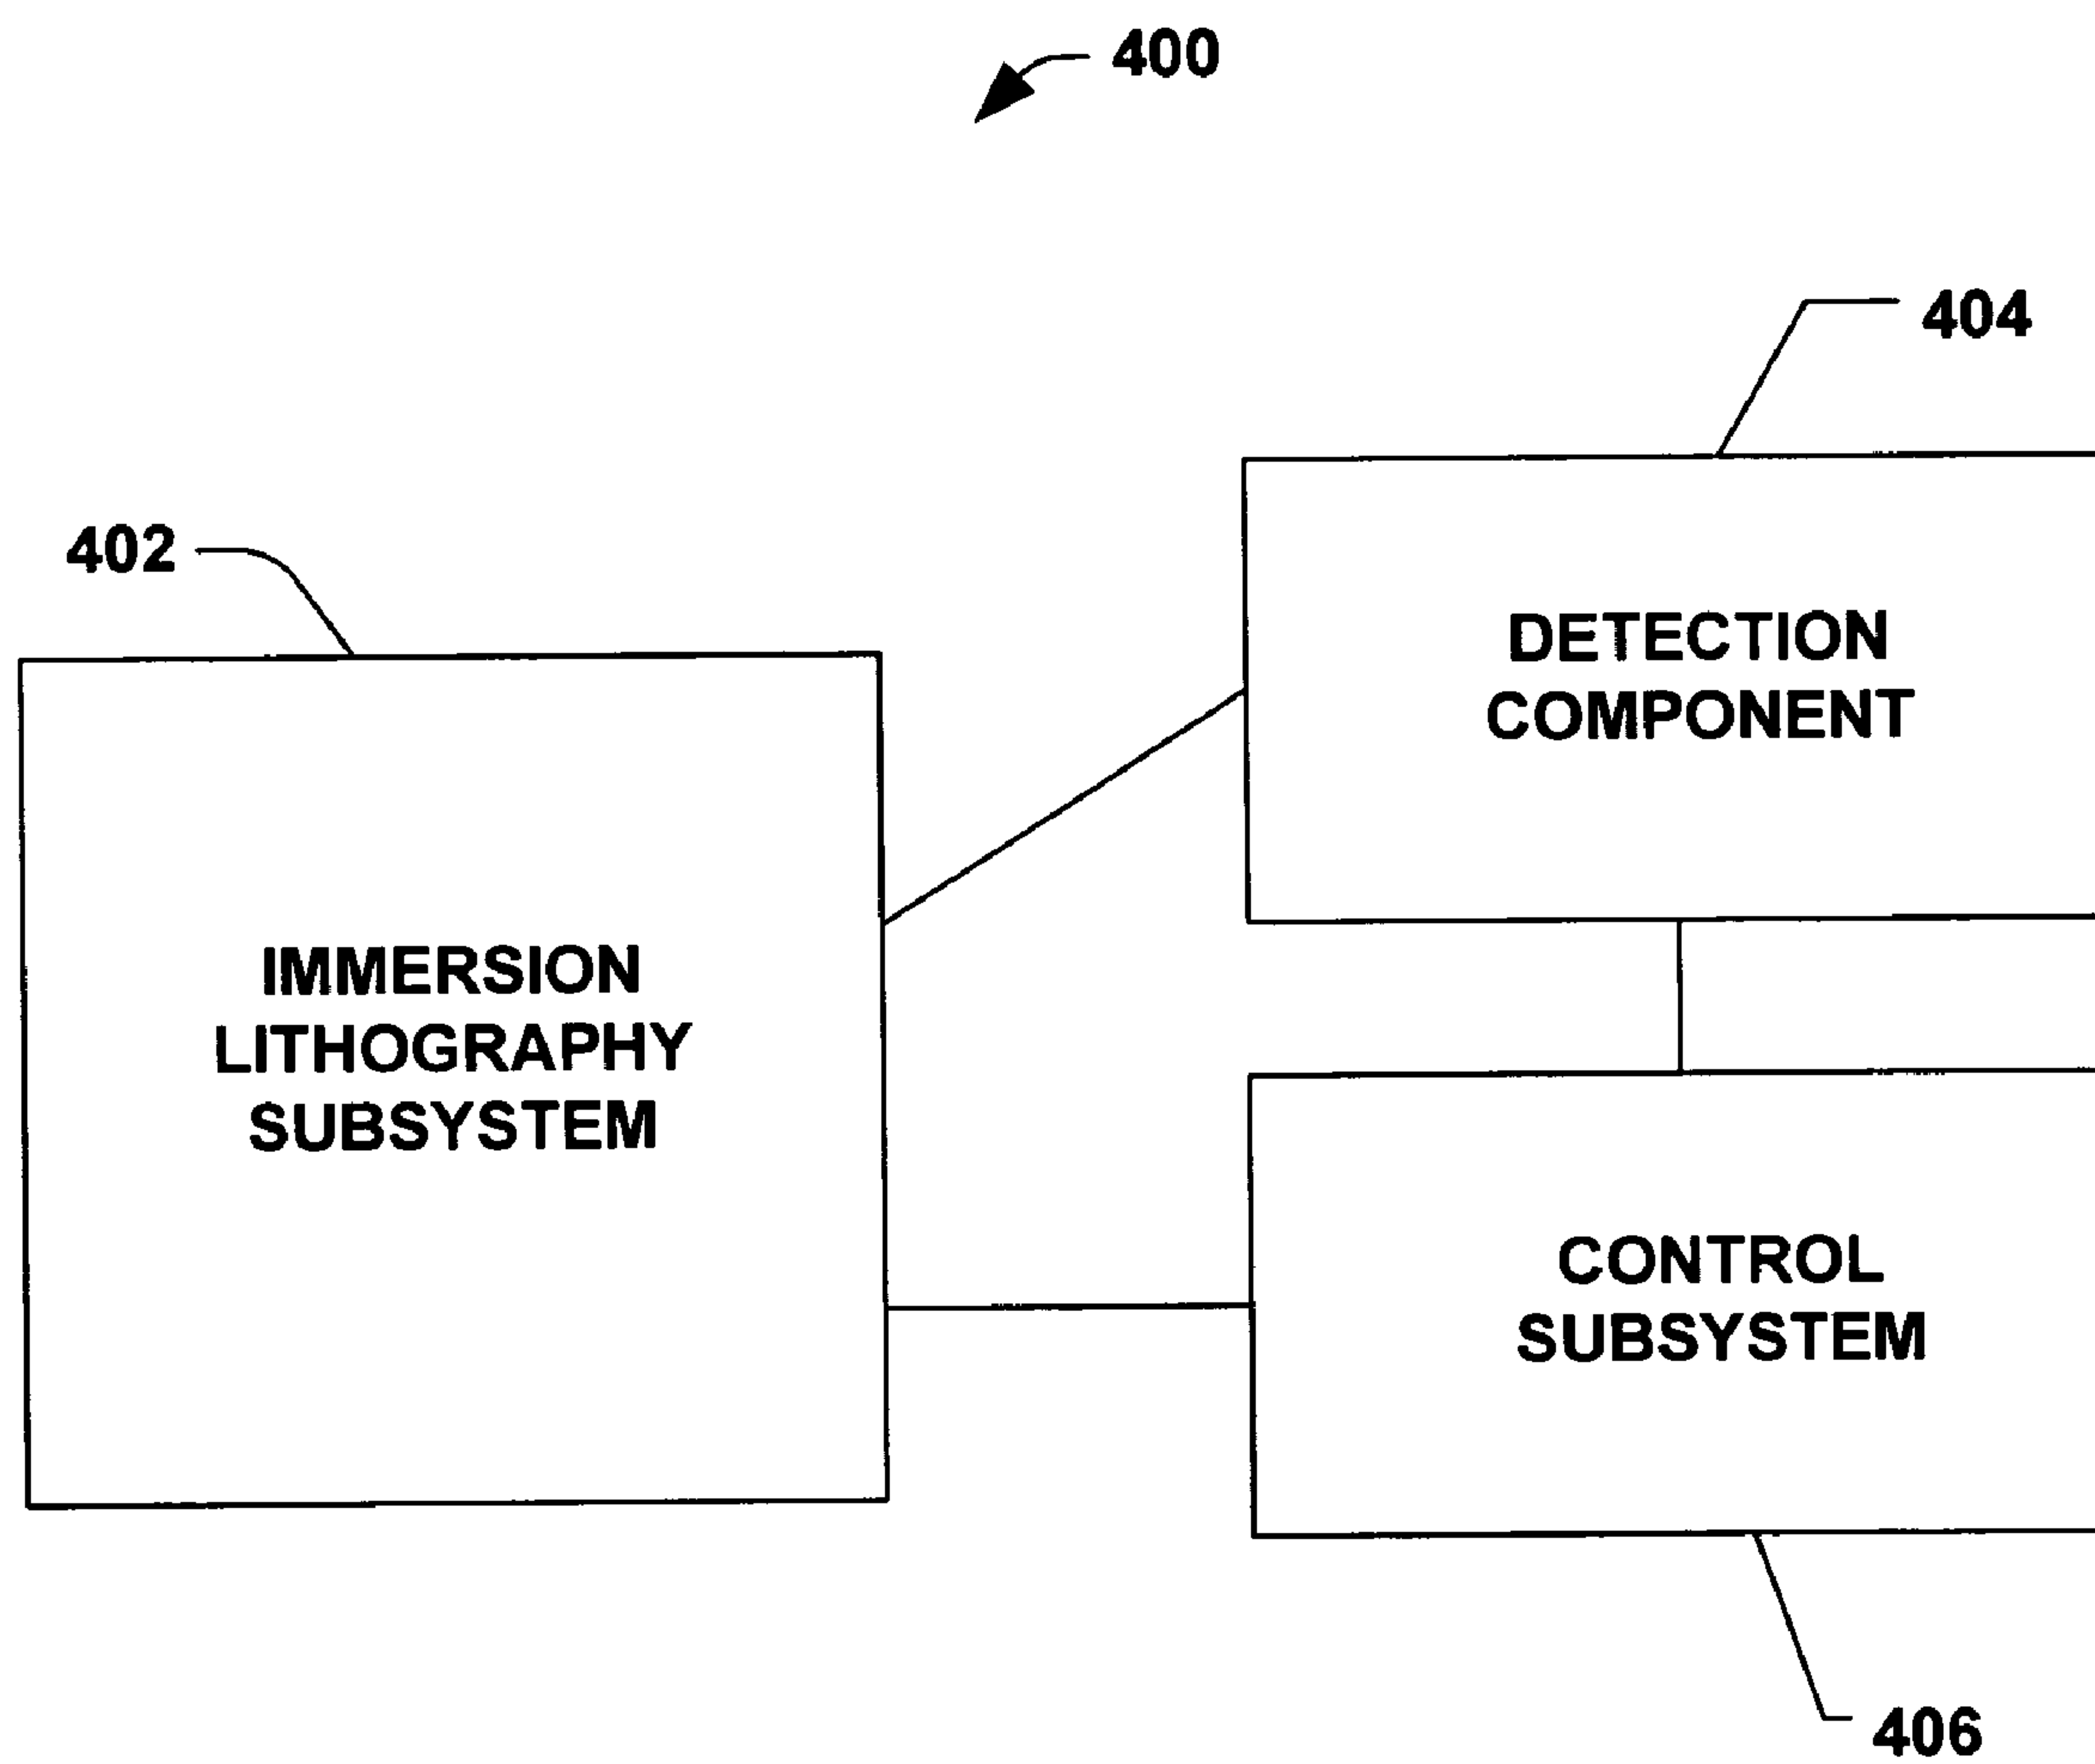 400
404
402
DETECTION
COMPONENT
IMMERSION
LITHOGRAPHY
SUBSYSTEM
CONTROL
SUBSYSTEM
406